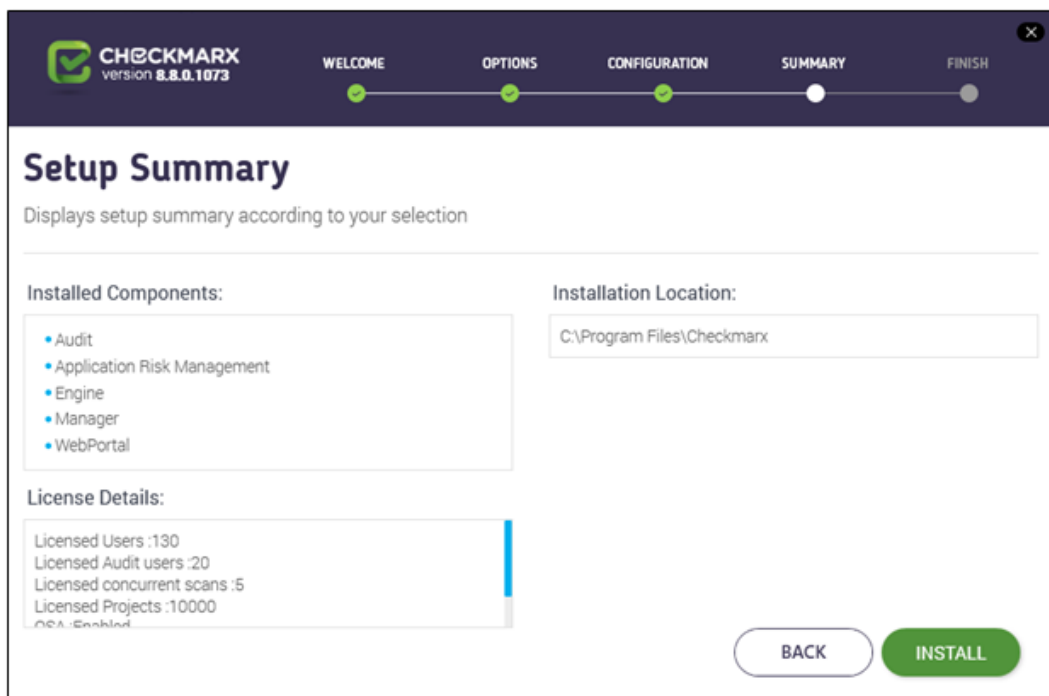 CHECKMARX
version 8.8.0.1073
WELCOME
OPTIONS
CONFIGURATION
SUMMARY
FINISH
Setup Summary
Displays setup summary according to your selection
Installed Components:
Audit
Application Risk Management
Engine
Manager
WebPortal
Installation Location:
C:\Program Files\Checkmarx
License Details:
Licensed Users :130
Licensed Audit users :20
Licensed concurrent scans :5
Licensed Projects :10000
OSA :Enabled
BACK
INSTALL